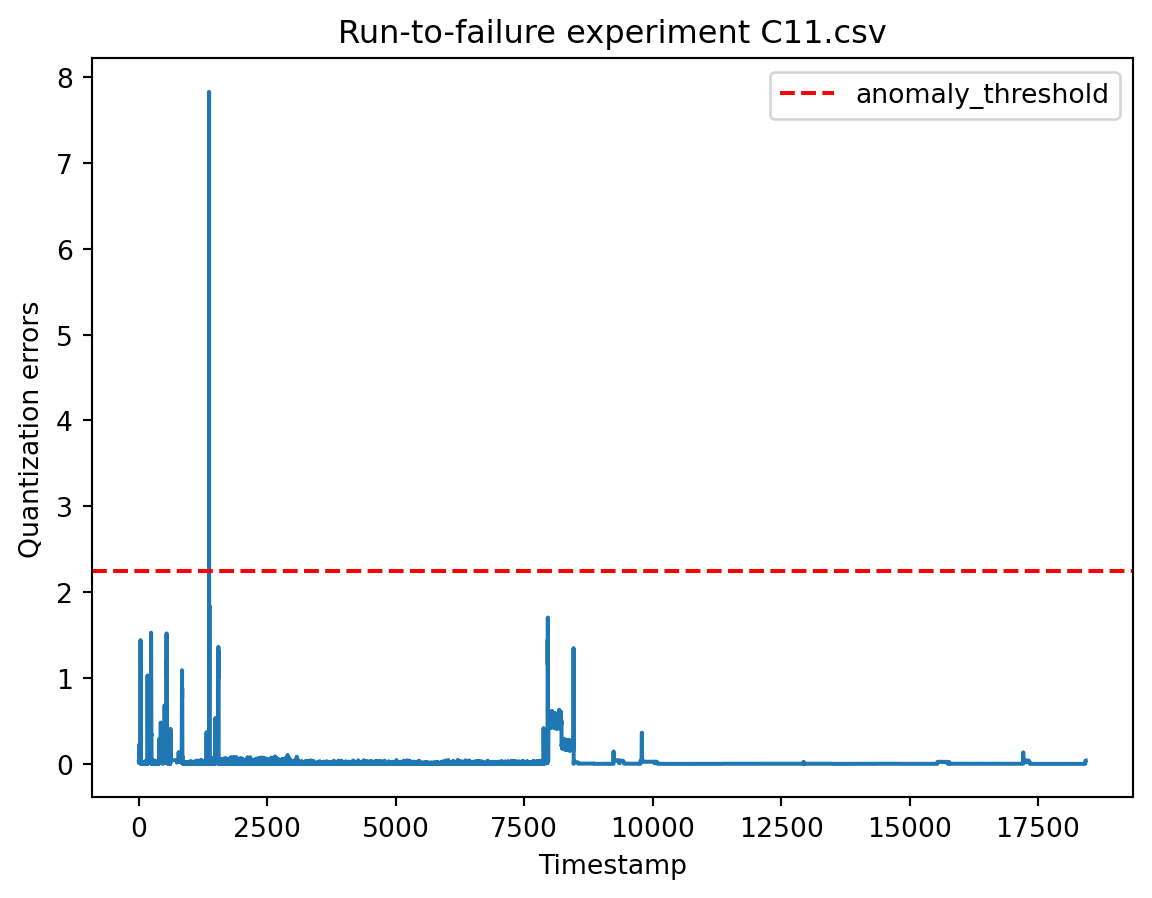 Run-to-failure experiment C11.csv
anomaly_threshold
Quantization errors
8
7
6
5
4
3
2
1
0
0 2500 5000 7500 10000 12500 15000 17500
Timestamp